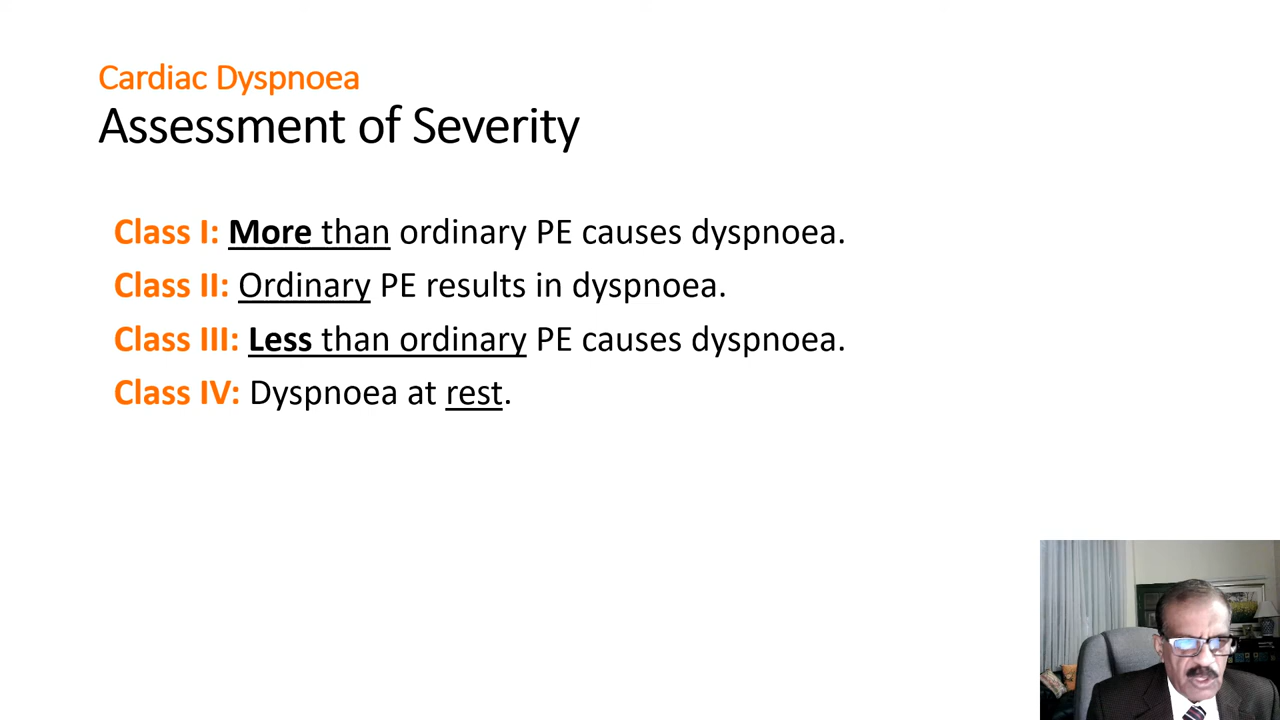 Cardiac Dyspnoea
Assessment of Severity
Class I: More than ordinary PE causes dyspnoea.
Class II: Ordinary PE results in dyspnoea.
Class III: Less than ordinary PE causes dyspnoea.
Class IV: Dyspnoea at rest.